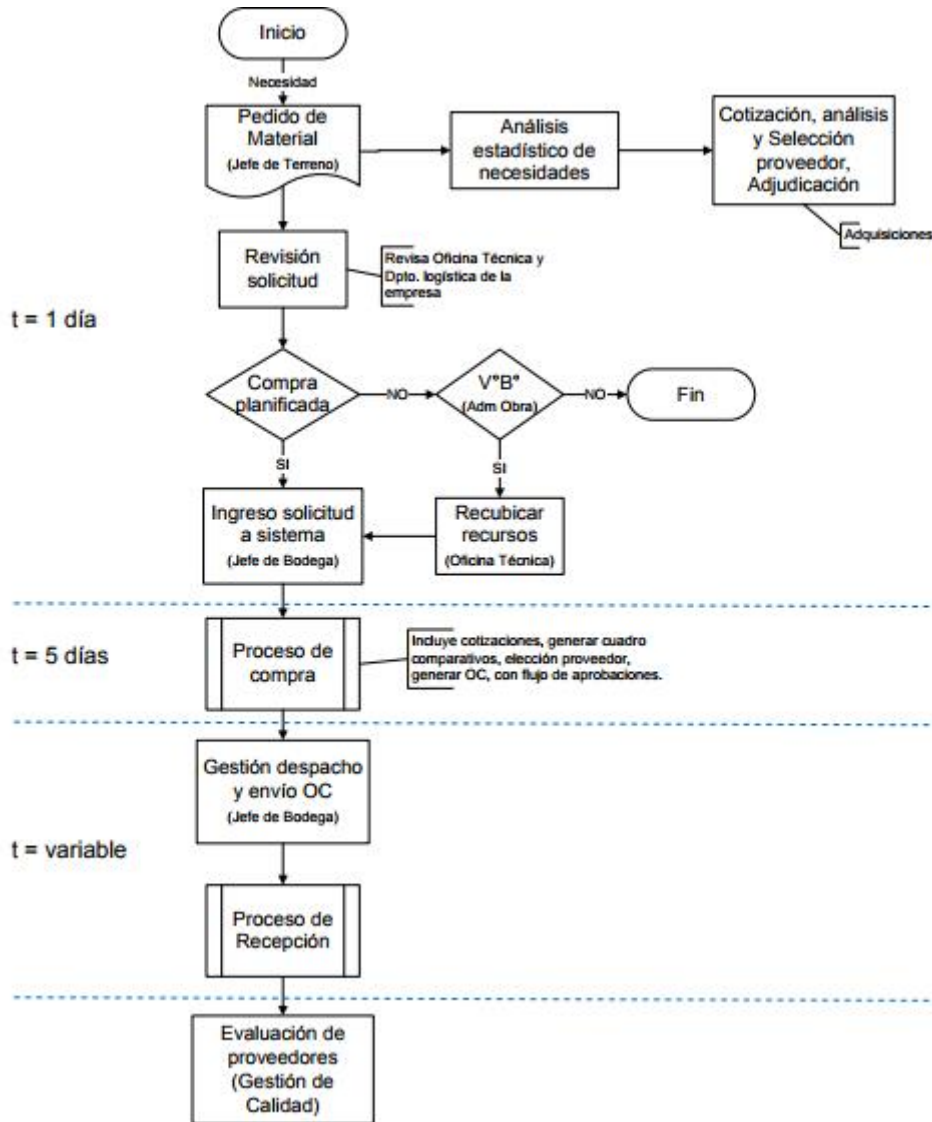 Inicio
Necesidad
Pedido de
Material
(Jefe de Terreno)
Análisis
estadístico de
necesidades
Cotización, análisis
y Selección
proveedor,
Adjudicación
Adquisiciones
Revisión
solicitud
Revisa Oficina Técnica y
Dpto. logística de la
empresa
t = 1 día
Compra
planificada
NO
V°B°
(Adm Obra)
NO
Fin
SI
SI
Ingreso solicitud
a sistema
(Jefe de Bodega)
Recubicar
recursos
(Oficina Técnica)
t = 5 días
Proceso de
compra
Incluye cotizaciones, generar cuadro
comparativos, elección proveedor,
generar OC, con flujo de aprobaciones.
Gestión despacho
y envío OC
(Jefe de Bodega)
t = variable
Proceso de
Recepción
Evaluación de
proveedores
(Gestión de
Calidad)